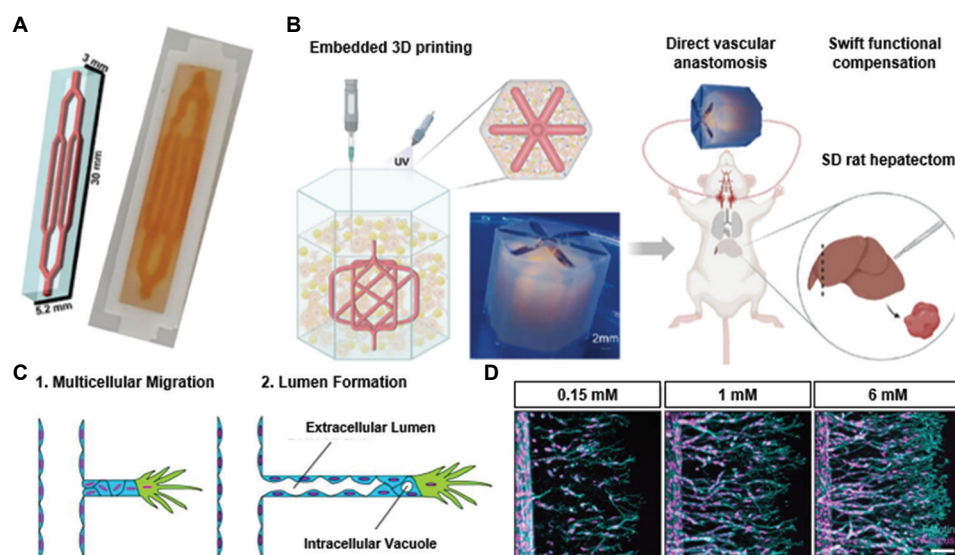 A
3 mm
30 mm
5.2 mm
B
Embedded 3D printing
UV
2mm
Direct vascular
anastomosis
Swift functional
compensation
SD rat hepatectom
C
1. Multicellular Migration
2. Lumen Formation
Extracellular Lumen
Intracellular Vacuole
D
0.15 mM
1 mM
6 mM